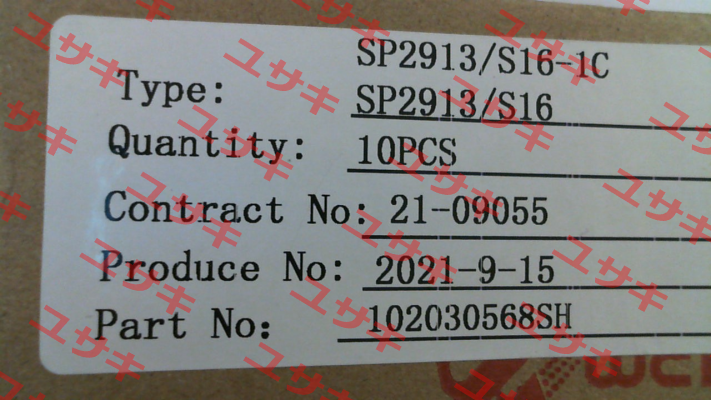 SP2913/S16-1C
Type: SP2913/S16
Quantity: 10PCS
Contract No: 21-09055
Produce No: 2021-9-15
Part No: 102030568SH
ユサキ